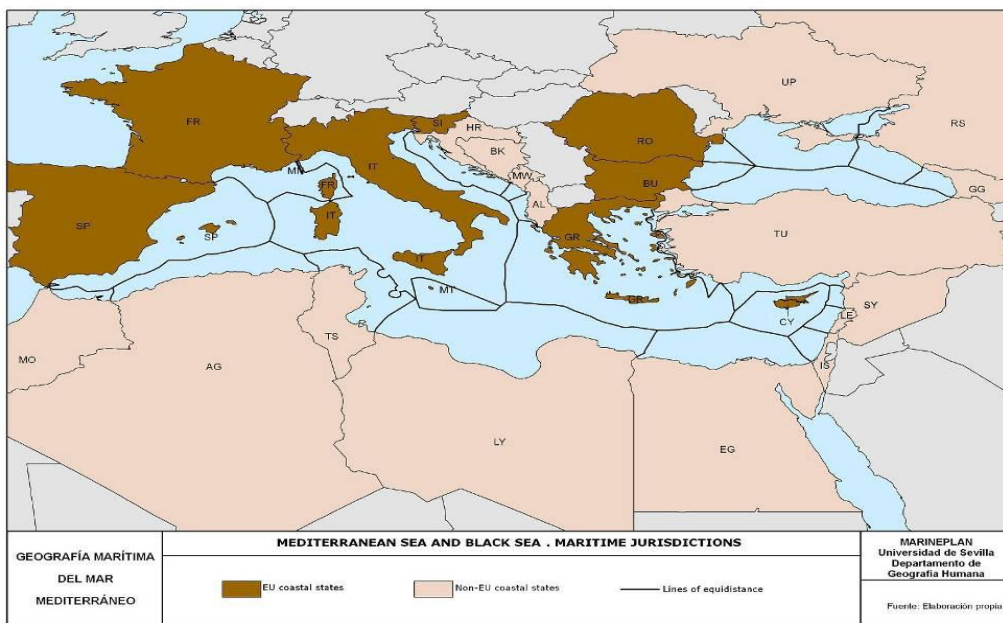 UP
FR
SI
HR
RO
RS
BK
MN
IT
MW
BU
GG
FR
AL
SP
SP
IT
GR
TU
IT
MT
GR
CY
LE
SY
MO
AG
TS
IS
LY
EG
GEOGRAFÍA MARÍTIMA
DEL MAR
MEDITERRÁNEO
MEDITERRANEAN SEA AND BLACK SEA . MARITIME JURISDICTIONS
EU coastal states
Non-EU coastal states
Lines of equidistance
MARINEPLAN
Universidad de Sevilla
Departamento de
Geografia Humana
Fuente: Elaboración propia